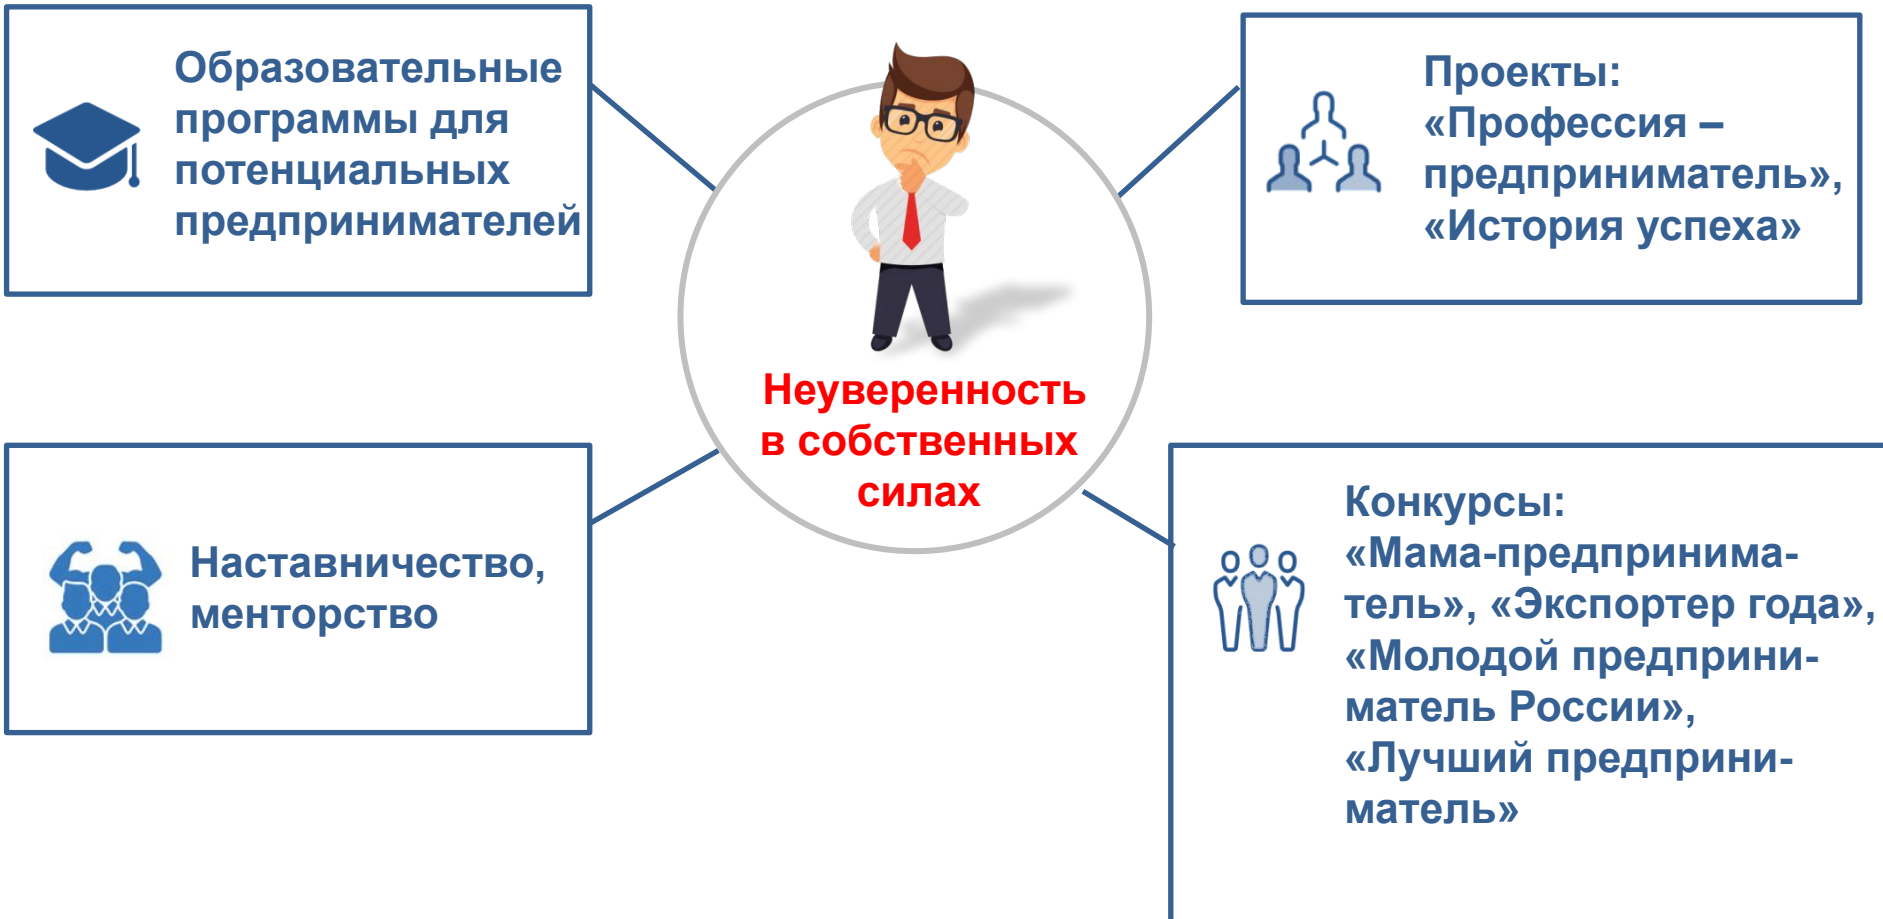 Образовательные
программы для
потенциальных
предпринимателей
Проекты:
«Профессия –
предприниматель»,
«История успеха»
Неуверенность
в собственных
силах
Наставничество,
менторство
Конкурсы:
«Мама-предпринима-
тель», «Экспортер года»,
«Молодой предприни-
матель России»,
«Лучший предприни-
матель»